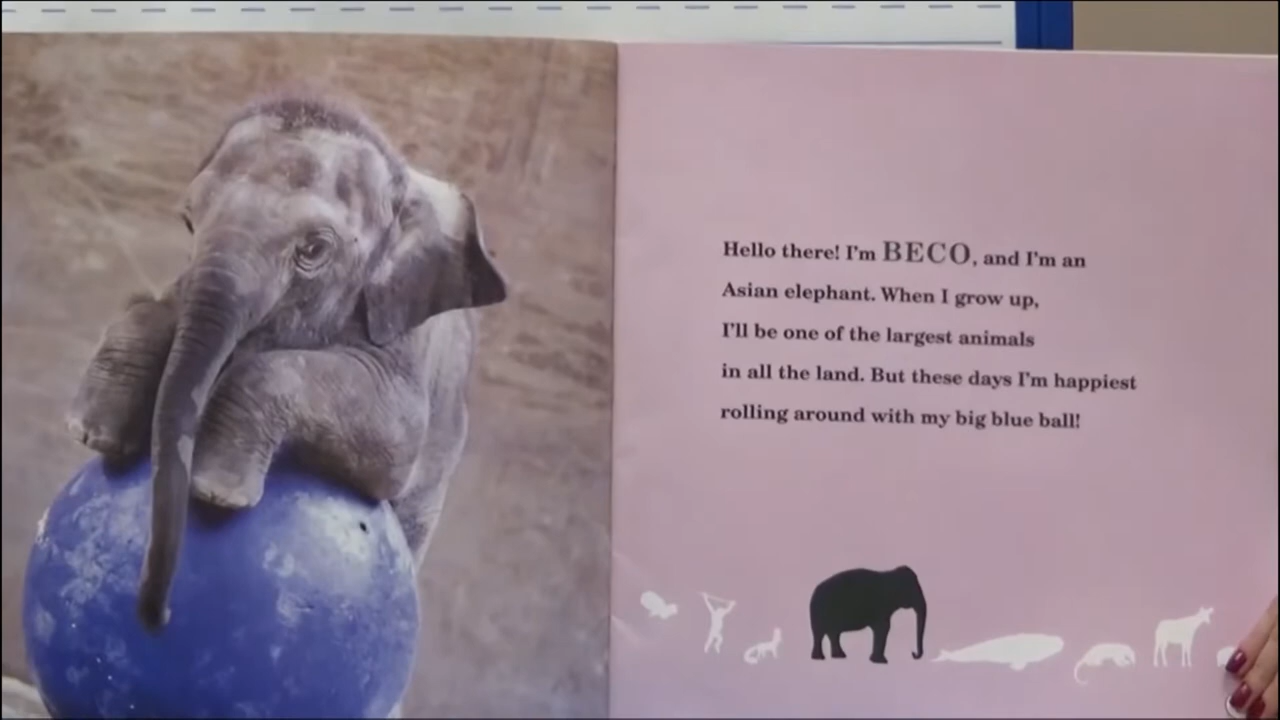 Hello there! I'm BECO, and I'm an
Asian elephant. When I grow up,
I'll be one of the largest animals
in all the land. But these days I'm happiest
rolling around with my big blue ball!